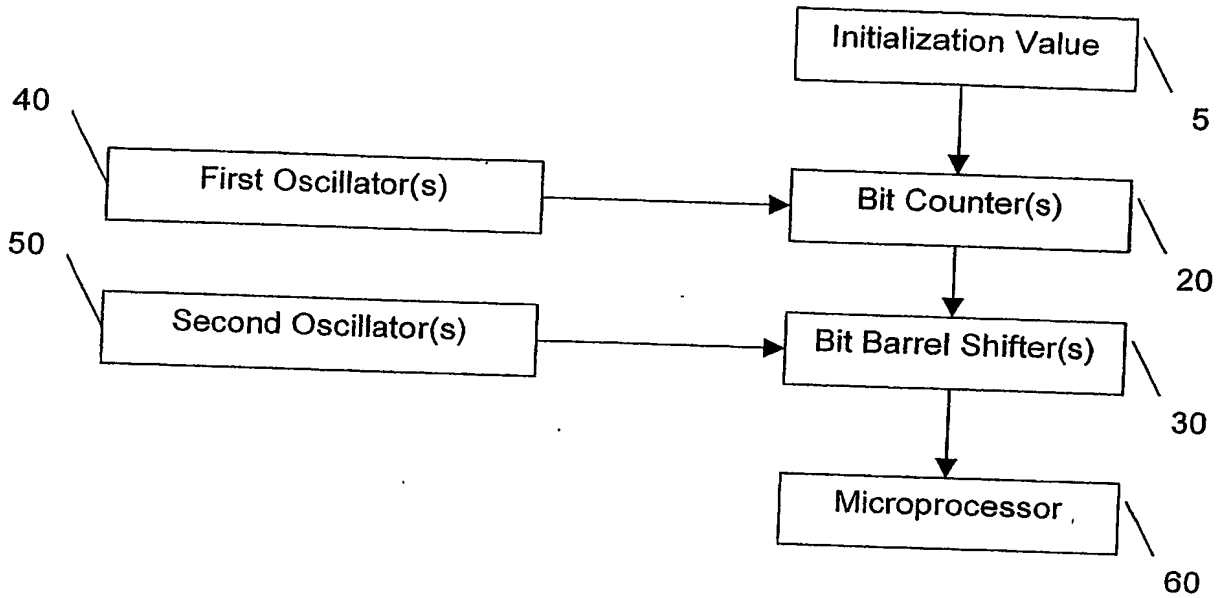 Initialization Value
5
40
First Oscillator(s)
Bit Counter(s)
20
50
Second Oscillator(s)
Bit Barrel Shifter(s)
30
Microprocessor
60